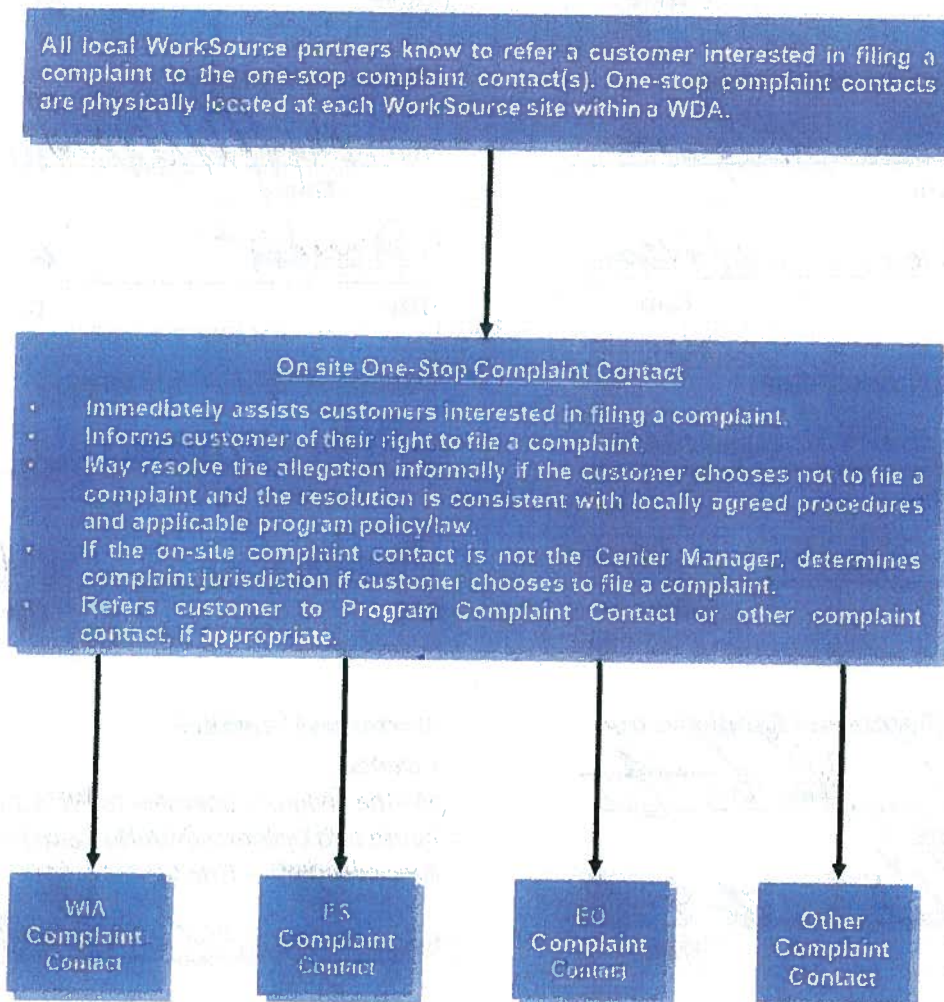 All local WorkSource partners know to refer a customer interested in filing a
complaint to the one-stop complaint contact(s). One-stop complaint contacts
are physically located at each WorkSource site within a WDA.
On site One-Stop Complaint Contact
• Immediately assists customers interested in filing a complaint.
• Informs customer of their right to file a complaint.
• May resolve the allegation informally if the customer chooses not to file a
complaint and the resolution is consistent with locally agreed procedures
and applicable program policy/law.
• If the on-site complaint contact is not the Center Manager, determines
complaint jurisdiction if customer chooses to file a complaint.
• Refers customer to Program Complaint Contact or other complaint
contact, if appropriate.
WIA
Complaint
Contact
ES
Complaint
Contact
EO
Complaint
Contact
Other
Complaint
Contact